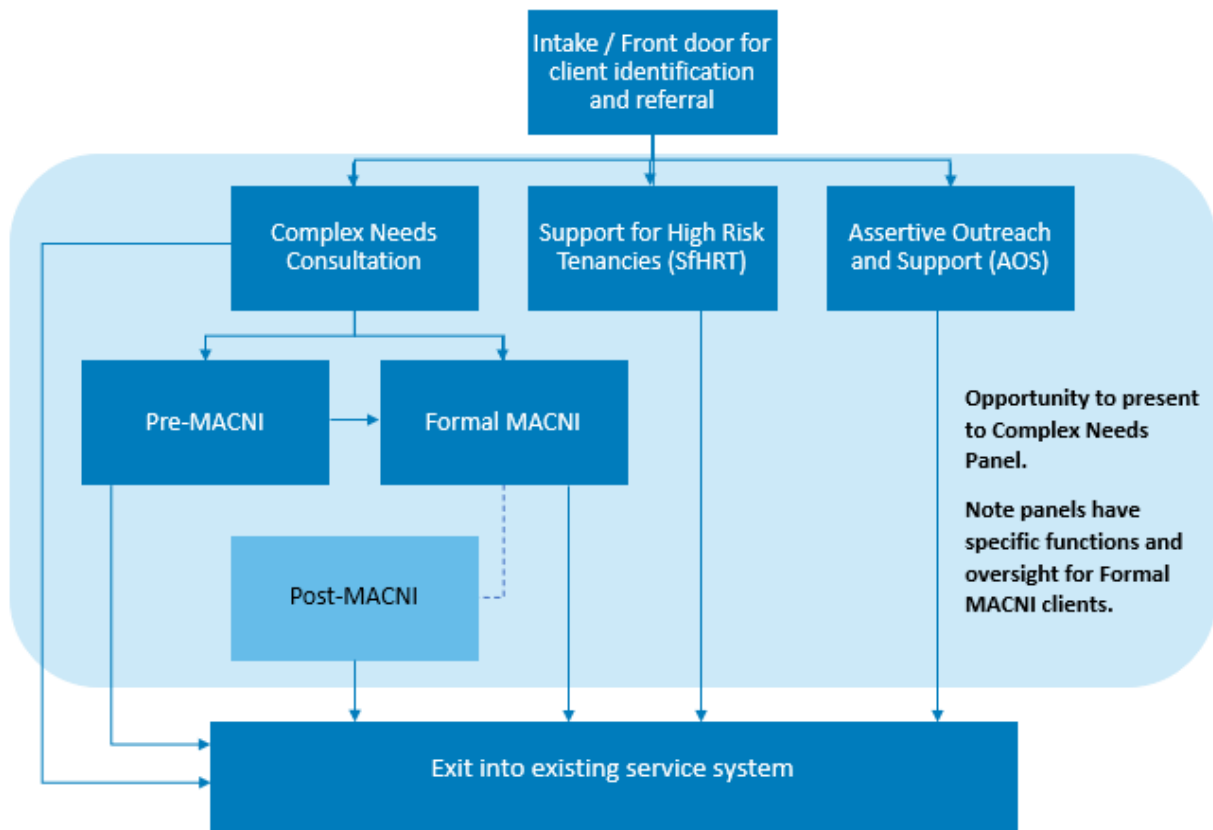 Intake / Front door for
client identification
and referral
Complex Needs
Consultation
Support for High Risk
Tenancies (SfHRT)
Assertive Outreach
and Support (AOS)
Pre-MACNI
Formal MACNI
Opportunity to present
to Complex Needs
Panel.
Note panels have
specific functions and
oversight for Formal
MACNI clients.
Post-MACNI
Exit into existing service system